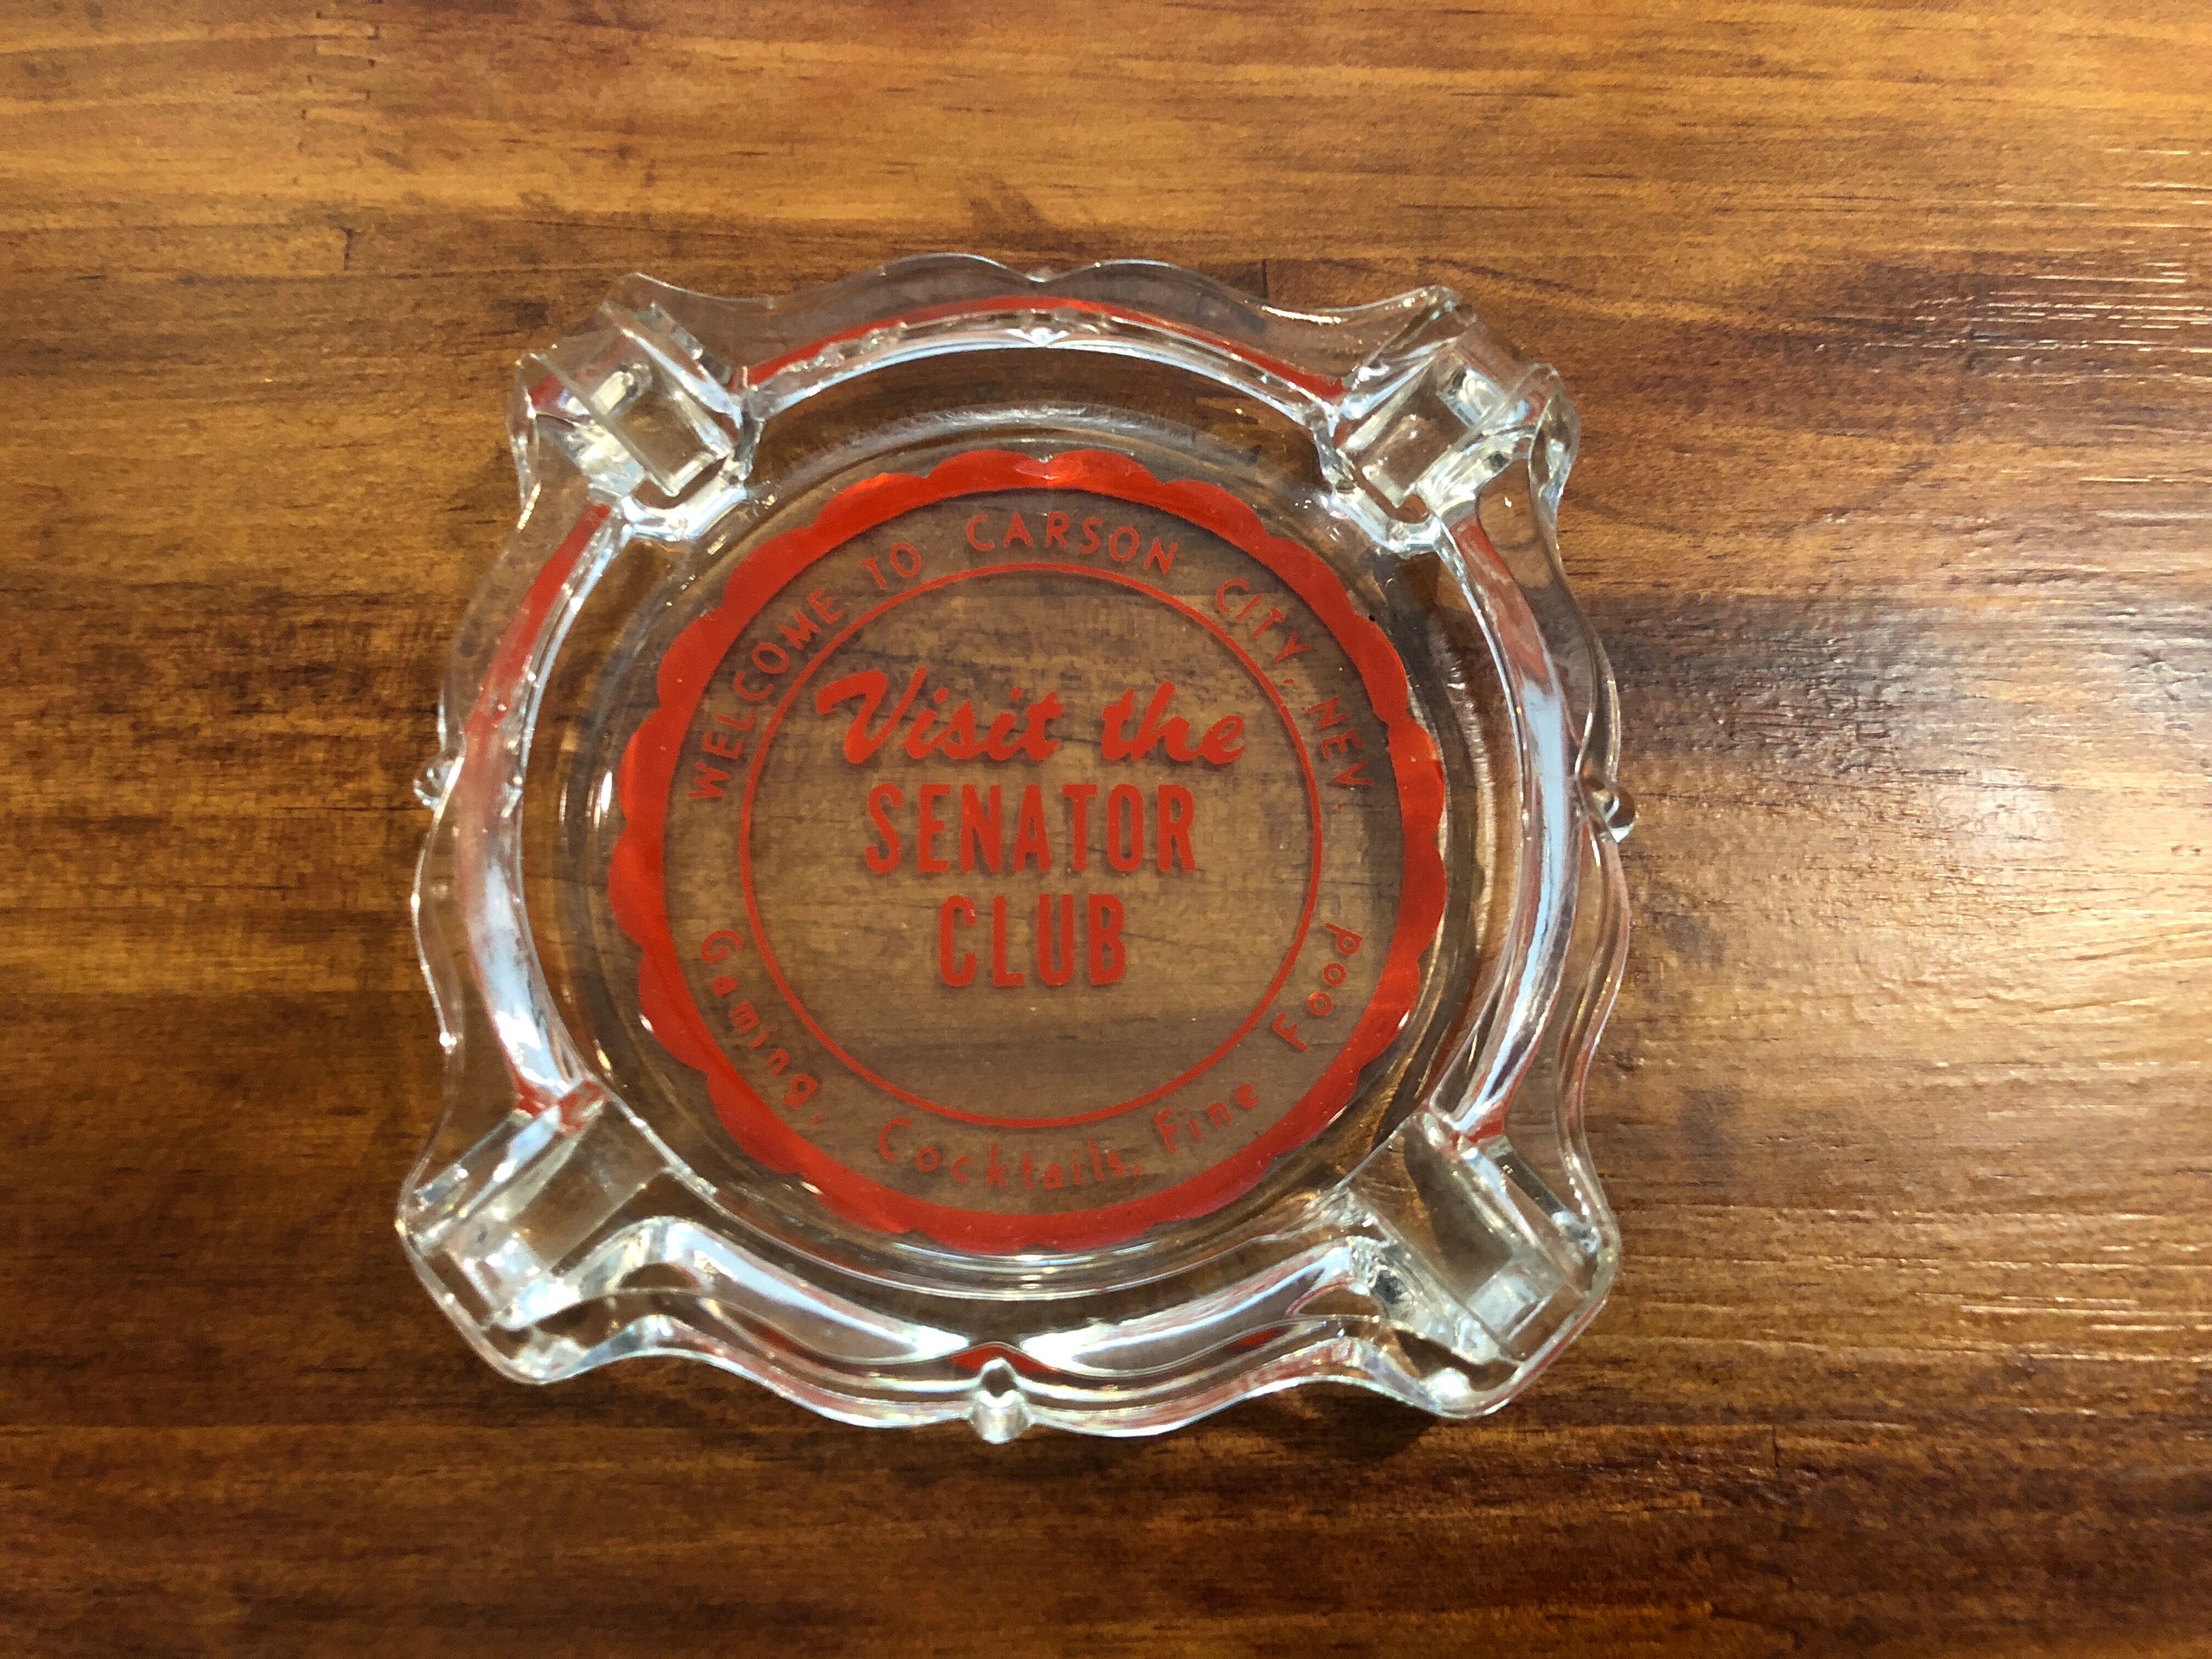 WELCOME TO CARSON CITY, NEV.
Visit the
SENATOR
CLUB
Gaming, Cocktails, Fine Food